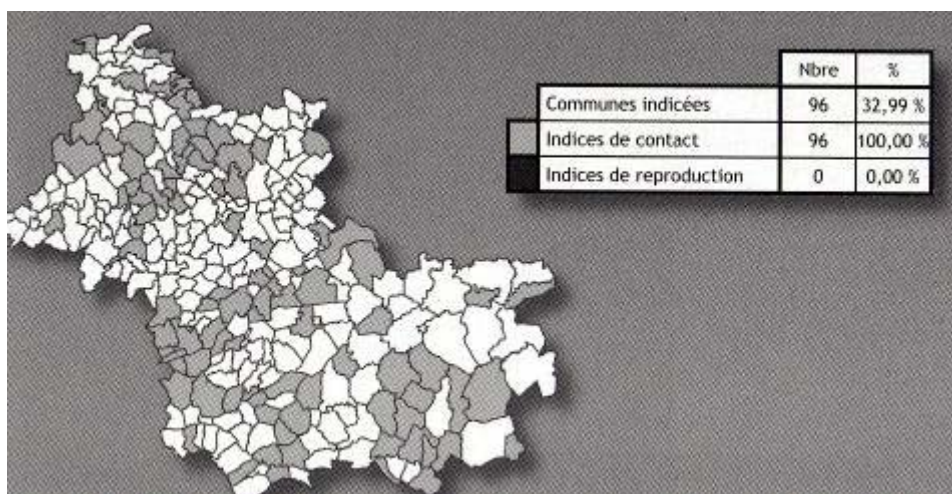 Nbre %
Communes indicées 96 32,99 %
Indices de contact 96 100,00 %
Indices de reproduction 0 0,00 %